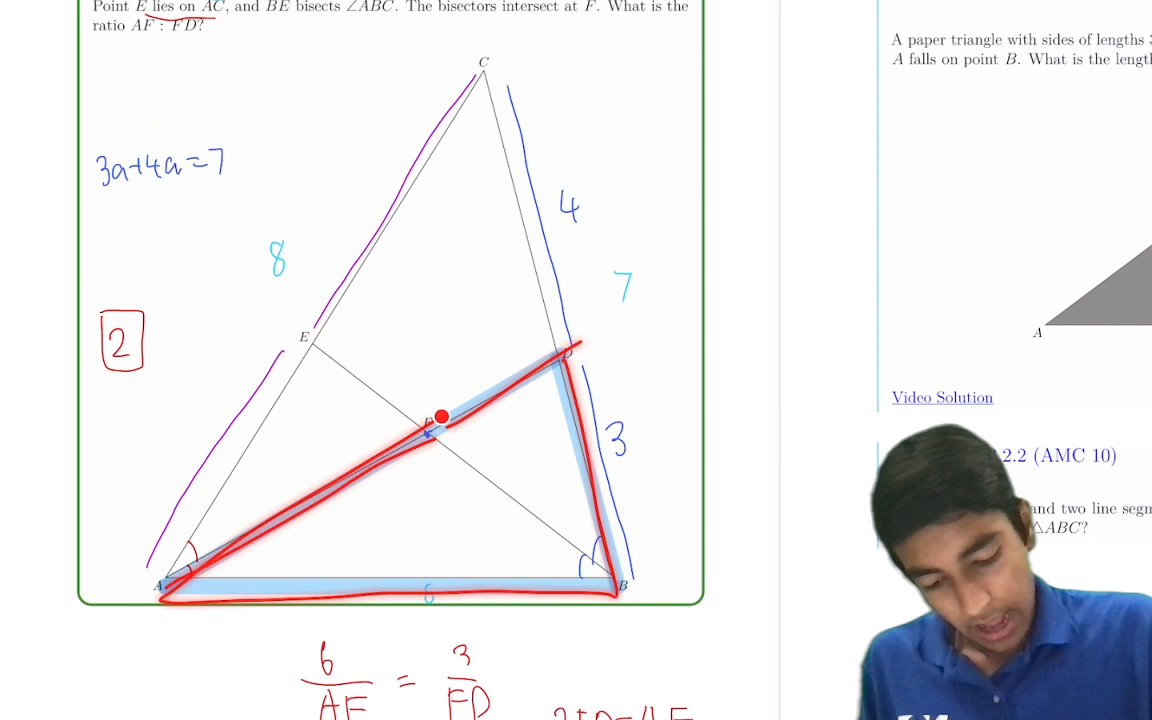 Point E lies on AC, and BE bisects ∠ABC. The bisectors intersect at F. What is the
ratio AF : FD?
C
3a+4a=7
4
8
7
2
E
D
F
3
A
B
6
6/AF = 3/FD
A paper triangle with sides of lengths
A falls on point B. What is the lengt
A
Video Solution
2.2 (AMC 10)
and two line segm
△ABC?